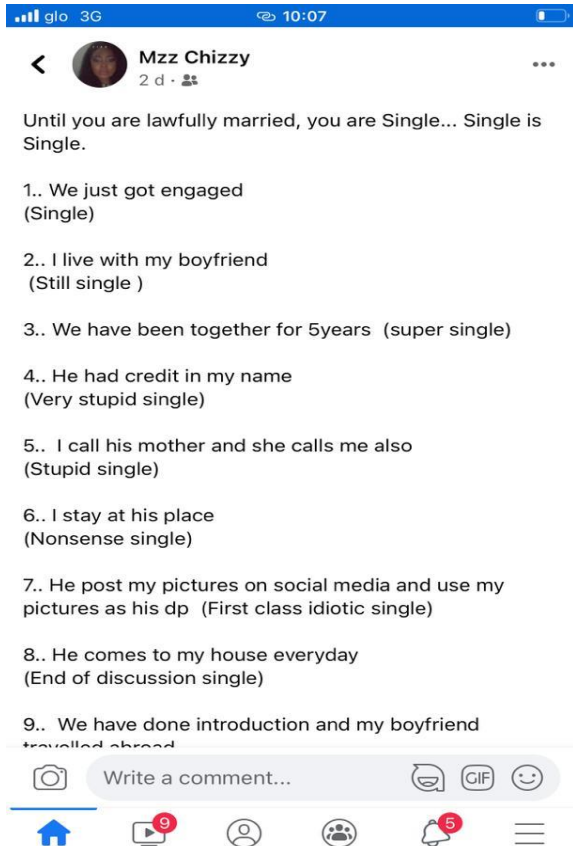 glo 3G 10:07
Mzz Chizzy
2 d ·
Until you are lawfully married, you are Single... Single is
Single.
1.. We just got engaged
(Single)
2.. I live with my boyfriend
(Still single )
3.. We have been together for 5years (super single)
4.. He had credit in my name
(Very stupid single)
5.. I call his mother and she calls me also
(Stupid single)
6.. I stay at his place
(Nonsense single)
7.. He post my pictures on social media and use my
pictures as his dp (First class idiotic single)
8.. He comes to my house everyday
(End of discussion single)
9.. We have done introduction and my boyfriend
travelled abroad
Write a comment... GIF
9 5